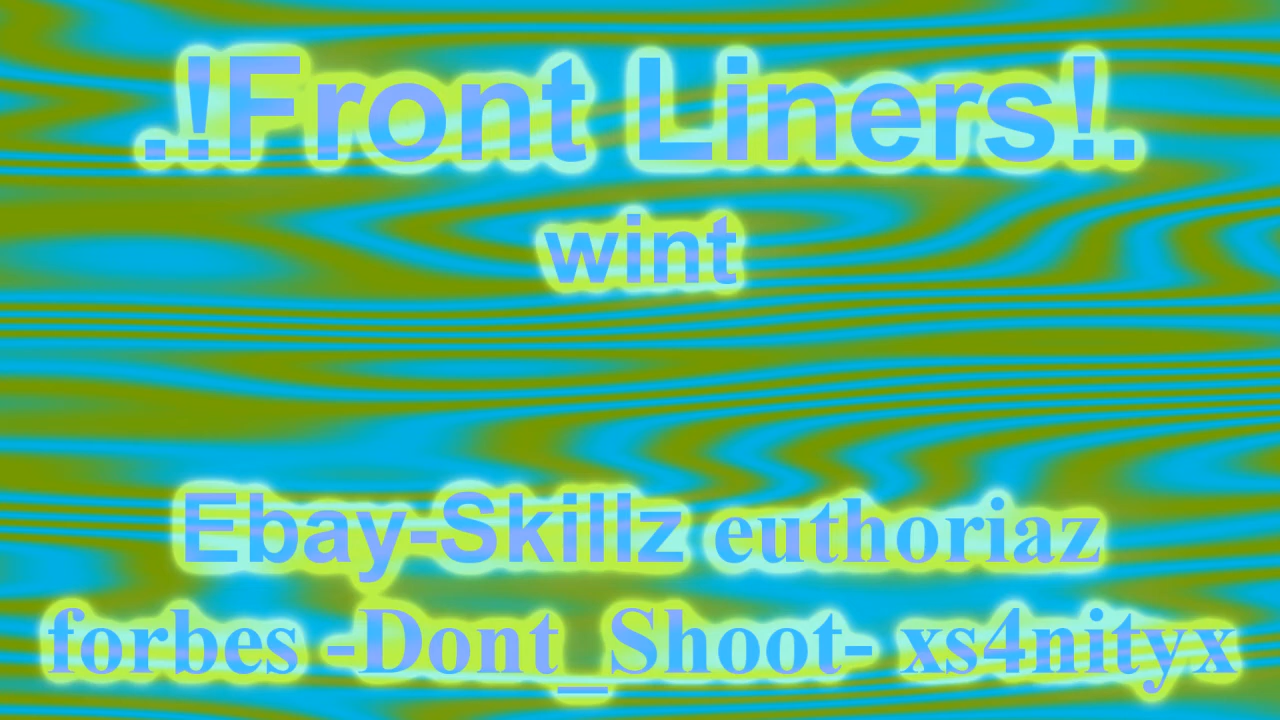 .!Front Liners!.
wint
Ebay-Skillz euthoriaz
forbes -Dont_Shoot- xs4nityx